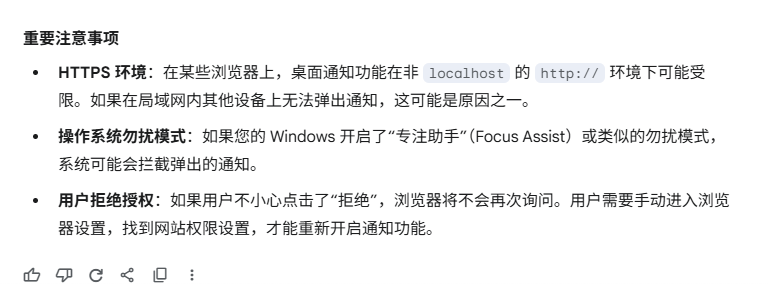 重要注意事项
• HTTPS 环境：在某些浏览器上，桌面通知功能在非 localhost 的 http:// 环境下可能受
限。如果在局域网内其他设备上无法弹出通知，这可能是原因之一。
• 操作系统勿扰模式：如果您的 Windows 开启了“专注助手”（Focus Assist）或类似的勿扰模式，
系统可能会拦截弹出的通知。
• 用户拒绝授权：如果用户不小心点击了“拒绝”，浏览器将不会再次询问。用户需要手动进入浏览
器设置，找到网站权限设置，才能重新开启通知功能。